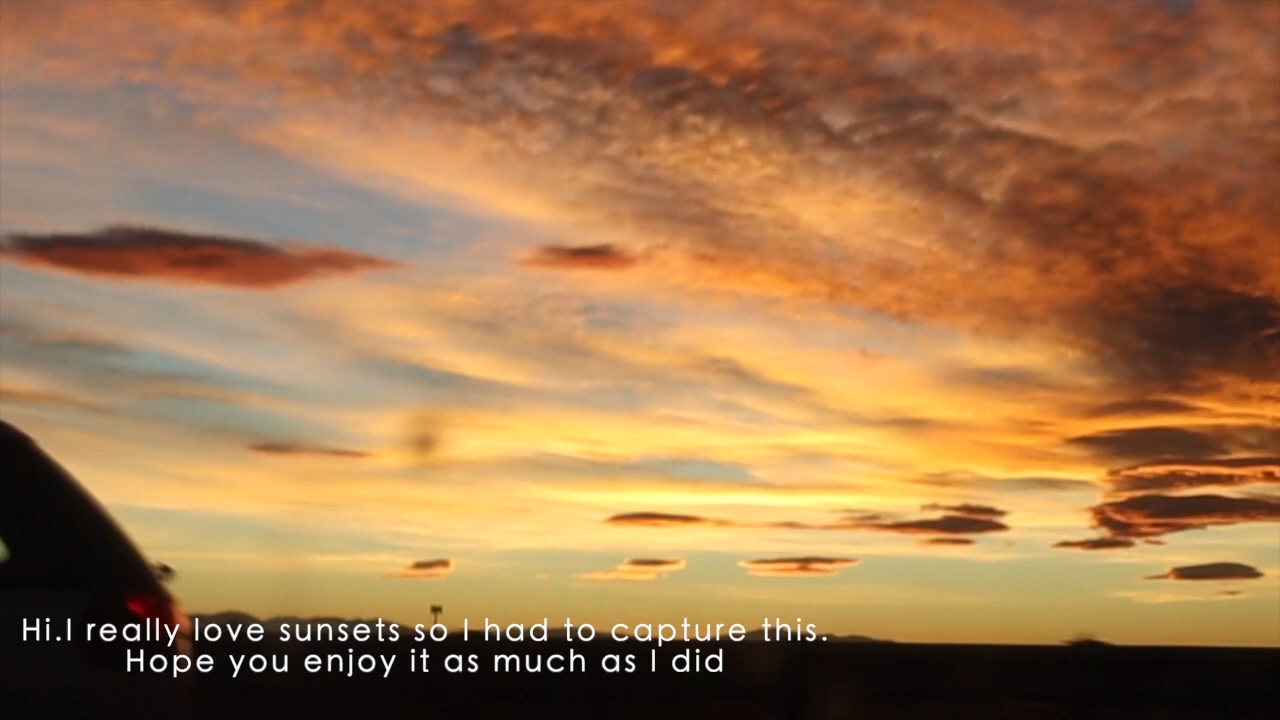 Hi.I really love sunsets so I had to capture this.
Hope you enjoy it as much as I did